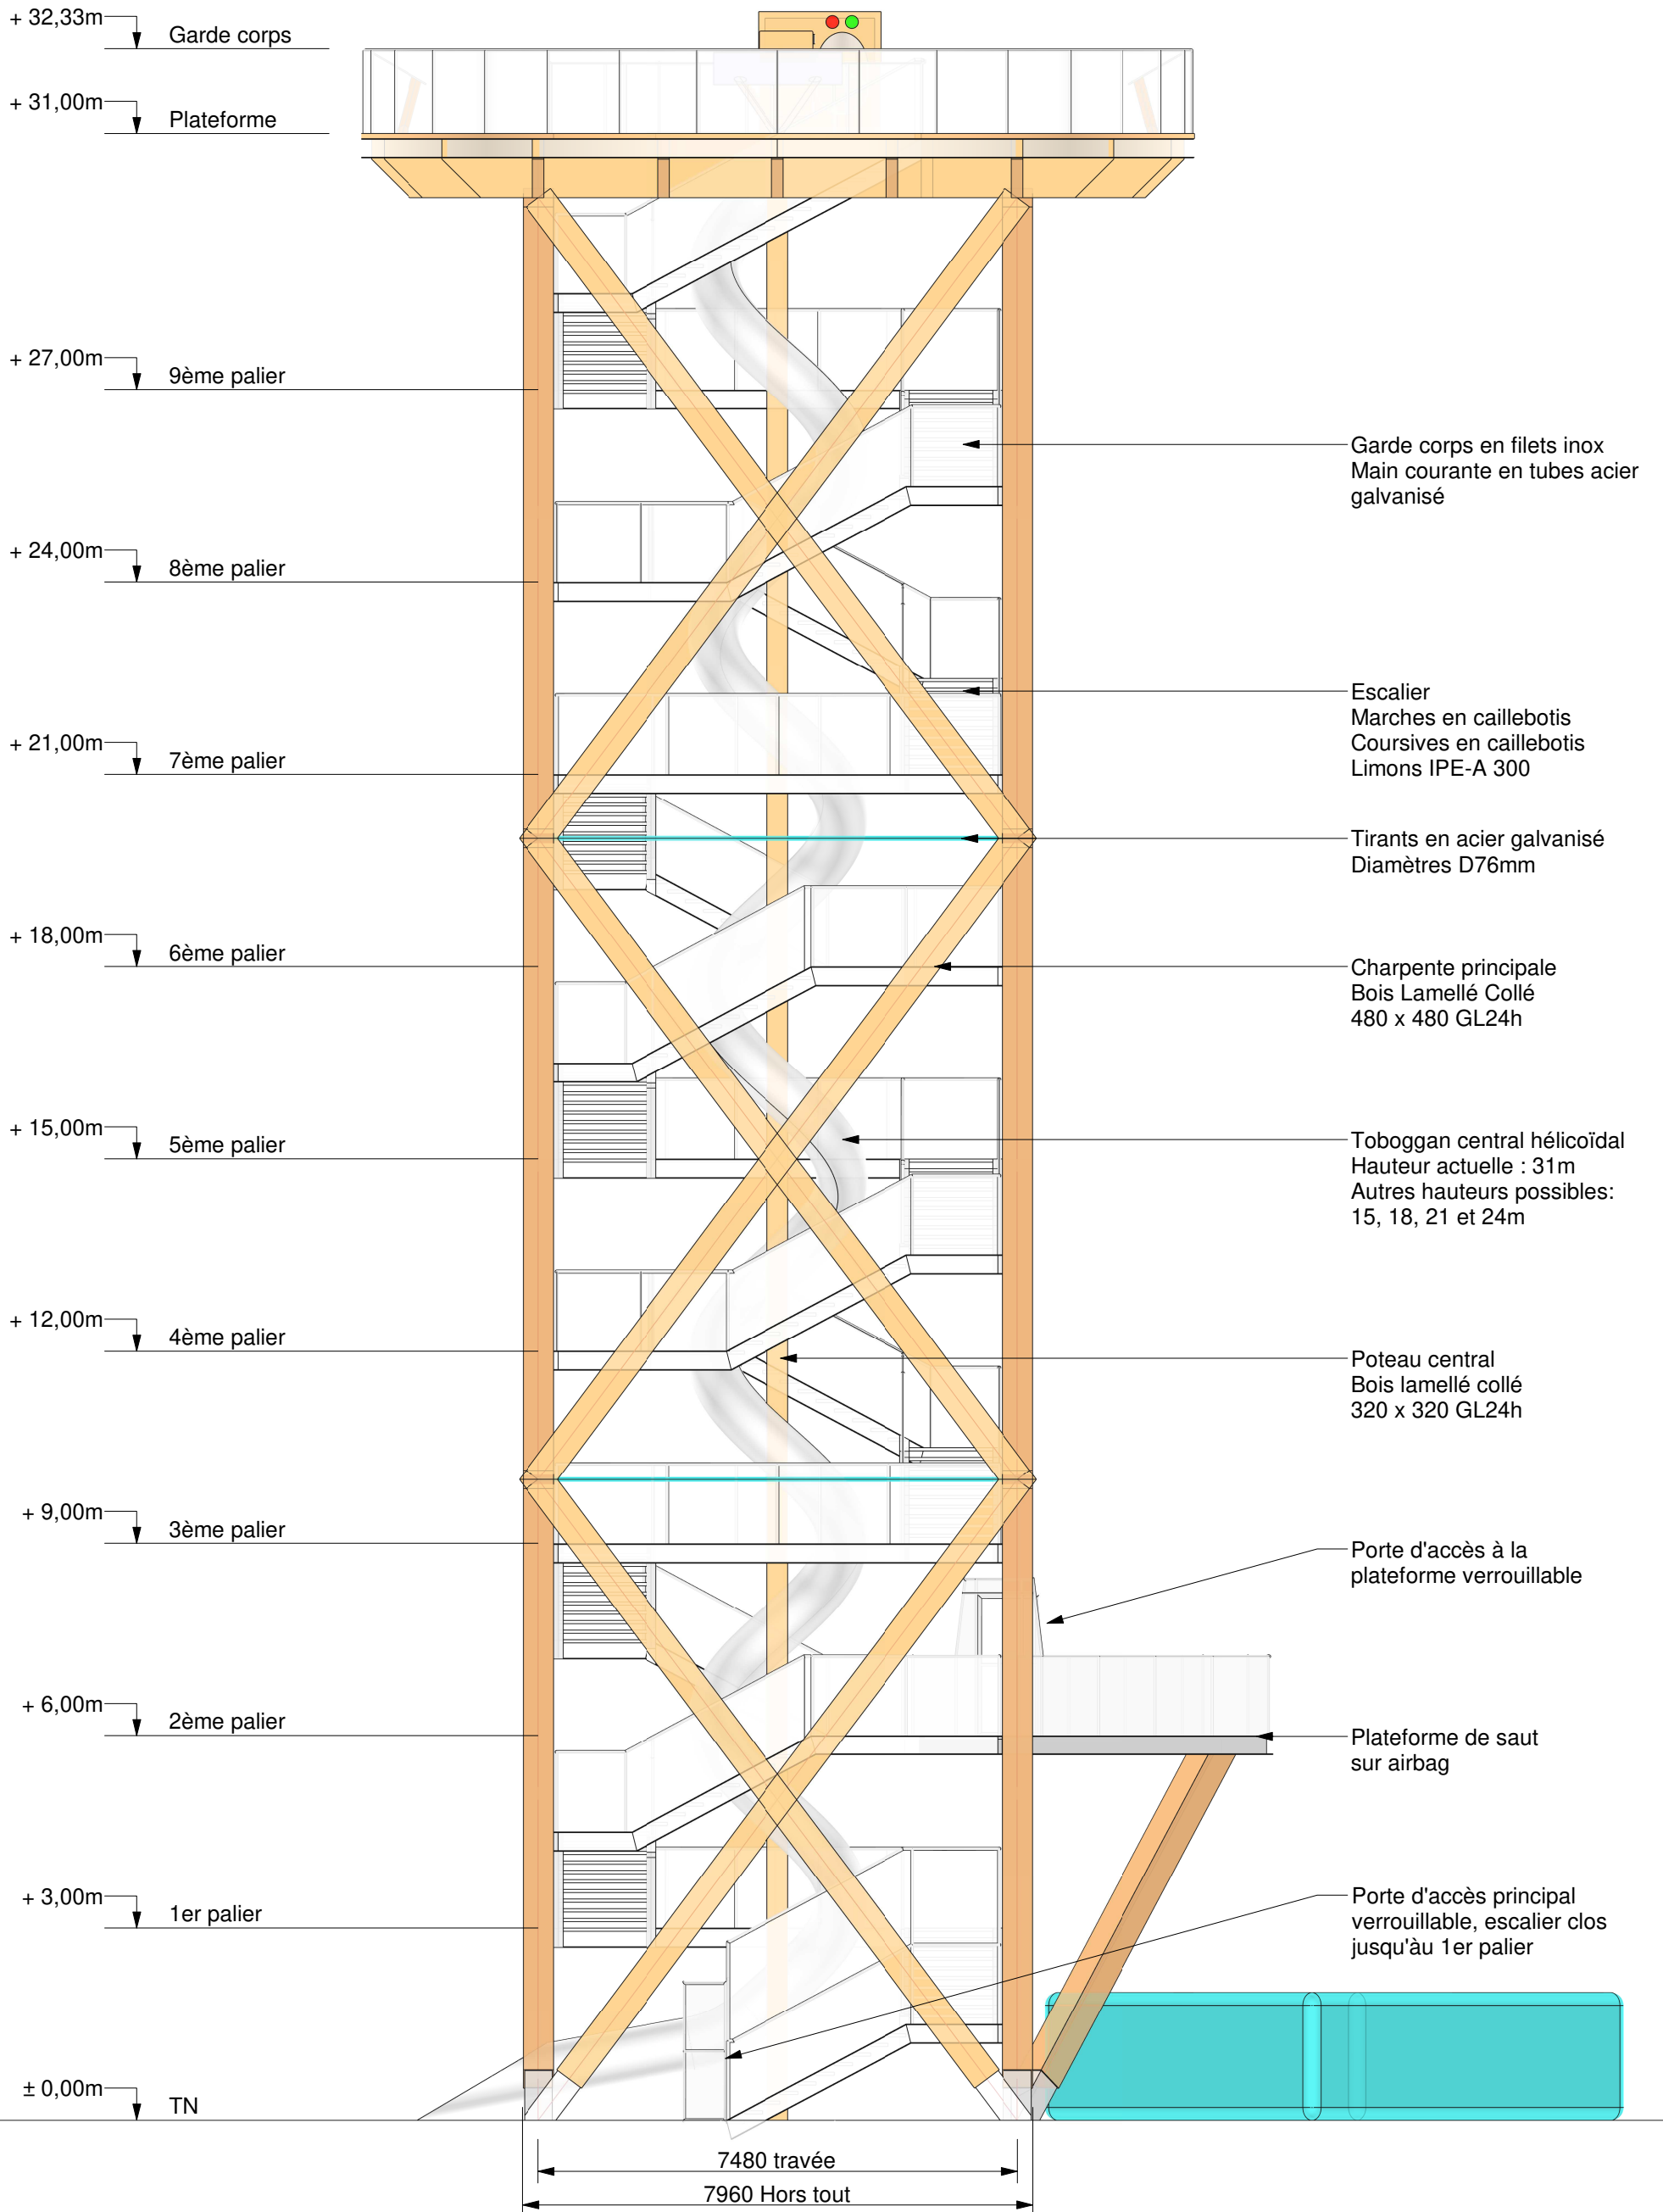 + 32,33m
Garde corps
+ 31,00m
Plateforme
+ 27,00m
9ème palier
Garde corps en filets inox
Main courante en tubes acier
galvanisé
+ 24,00m
8ème palier
Escalier
Marches en caillebotis
Coursives en caillebotis
Limons IPE-A 300
+ 21,00m
7ème palier
Tirants en acier galvanisé
Diamètres D76mm
+ 18,00m
6ème palier
Charpente principale
Bois Lamellé Collé
480 x 480 GL24h
+ 15,00m
5ème palier
Toboggan central hélicoïdal
Hauteur actuelle : 31m
Autres hauteurs possibles:
15, 18, 21 et 24m
+ 12,00m
4ème palier
Poteau central
Bois lamellé collé
320 x 320 GL24h
+ 9,00m
3ème palier
Porte d'accès à la
plateforme verrouillable
+ 6,00m
2ème palier
Plateforme de saut
sur airbag
+ 3,00m
1er palier
Porte d'accès principal
verrouillable, escalier clos
jusqu'àu 1er palier
± 0,00m
TN
7480 travée
7960 Hors tout